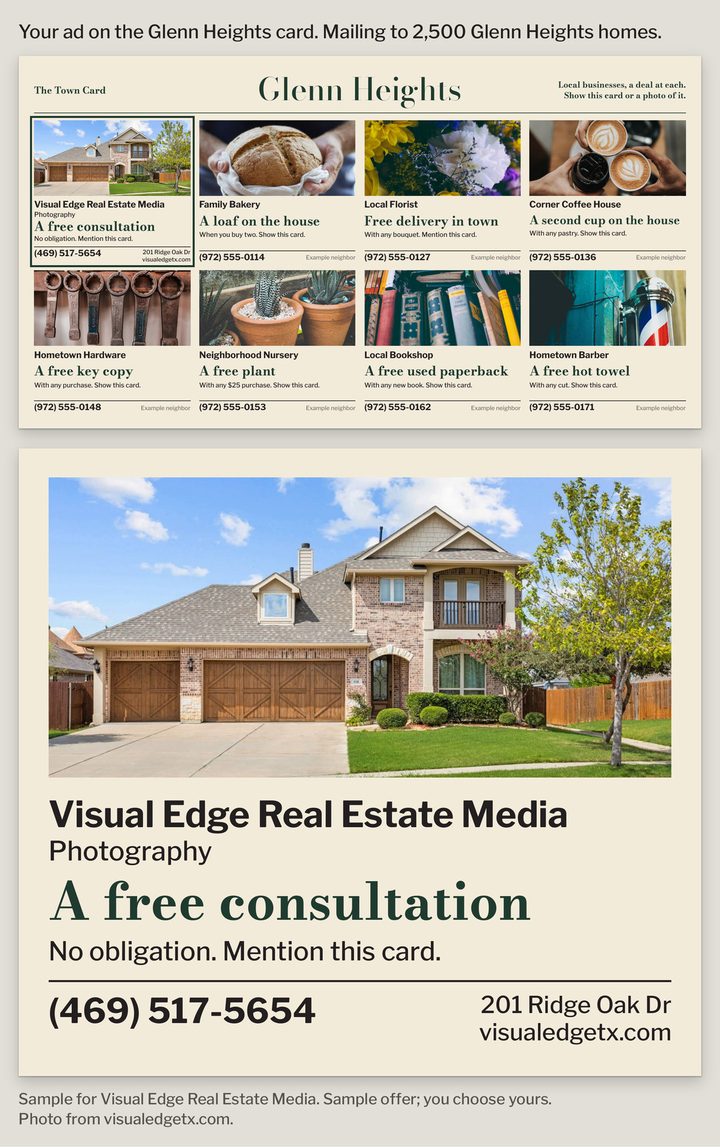 Your ad on the Glenn Heights card. Mailing to 2,500 Glenn Heights homes.
The Town Card
Glenn Heights
Local businesses, a deal at each.
Show this card or a photo of it.
Visual Edge Real Estate Media
Photography
A free consultation
No obligation. Mention this card.
(469) 517-5654
201 Ridge Oak Dr
visualedgetx.com
Family Bakery
A loaf on the house
When you buy two. Show this card.
(972) 555-0114
Example neighbor
Local Florist
Free delivery in town
With any bouquet. Mention this card.
(972) 555-0127
Example neighbor
Corner Coffee House
A second cup on the house
With any pastry. Show this card.
(972) 555-0136
Example neighbor
Hometown Hardware
A free key copy
With any purchase. Show this card.
(972) 555-0148
Example neighbor
Neighborhood Nursery
A free plant
With any $25 purchase. Show this card.
(972) 555-0153
Example neighbor
Local Bookshop
A free used paperback
With any new book. Show this card.
(972) 555-0162
Example neighbor
Hometown Barber
A free hot towel
With any cut. Show this card.
(972) 555-0171
Example neighbor
Visual Edge Real Estate Media
Photography
A free consultation
No obligation. Mention this card.
(469) 517-5654
201 Ridge Oak Dr
visualedgetx.com
Sample for Visual Edge Real Estate Media. Sample offer; you choose yours.
Photo from visualedgetx.com.